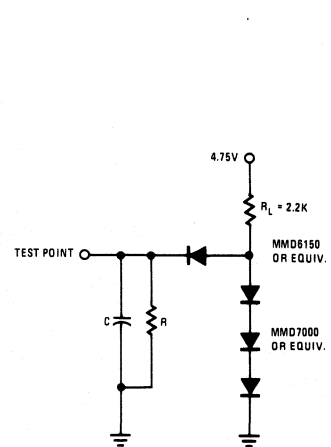 4.75V
R_L = 2.2K
TEST POINT
MMD6150
OR EQUIV.
C
R
MMD7000
OR EQUIV.